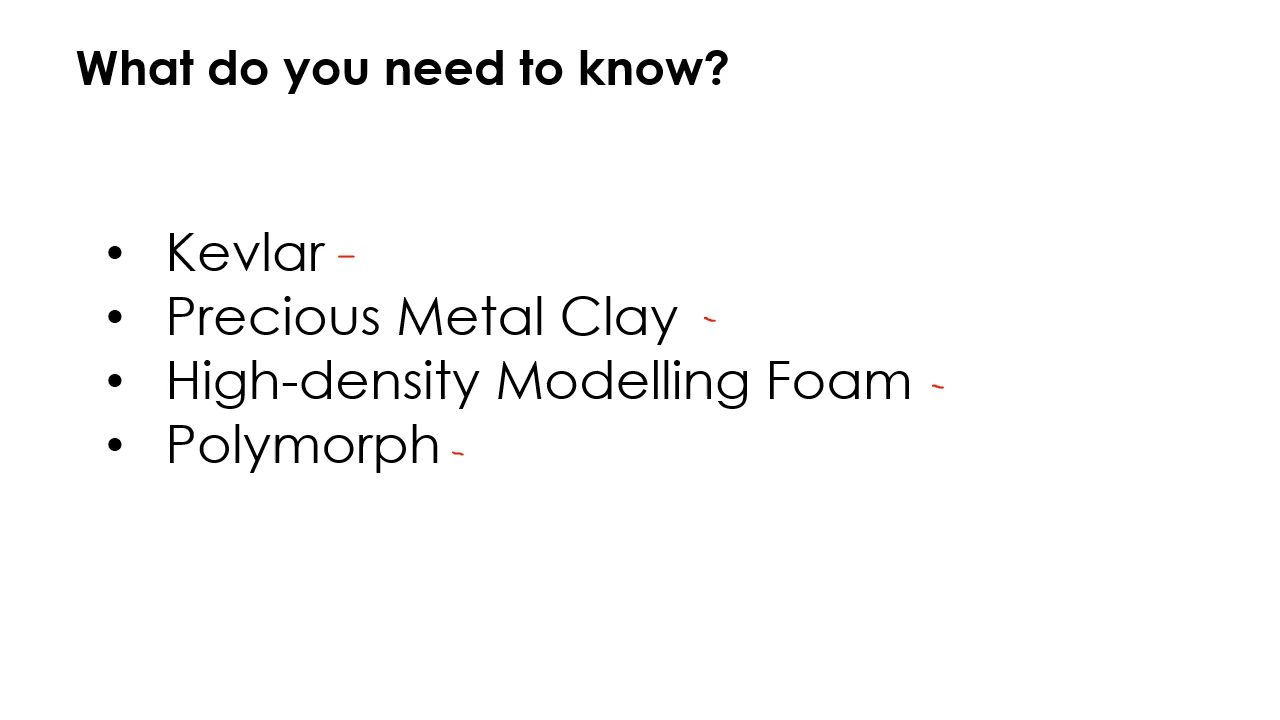 What do you need to know?
• Kevlar -
• Precious Metal Clay -
• High-density Modelling Foam -
• Polymorph -